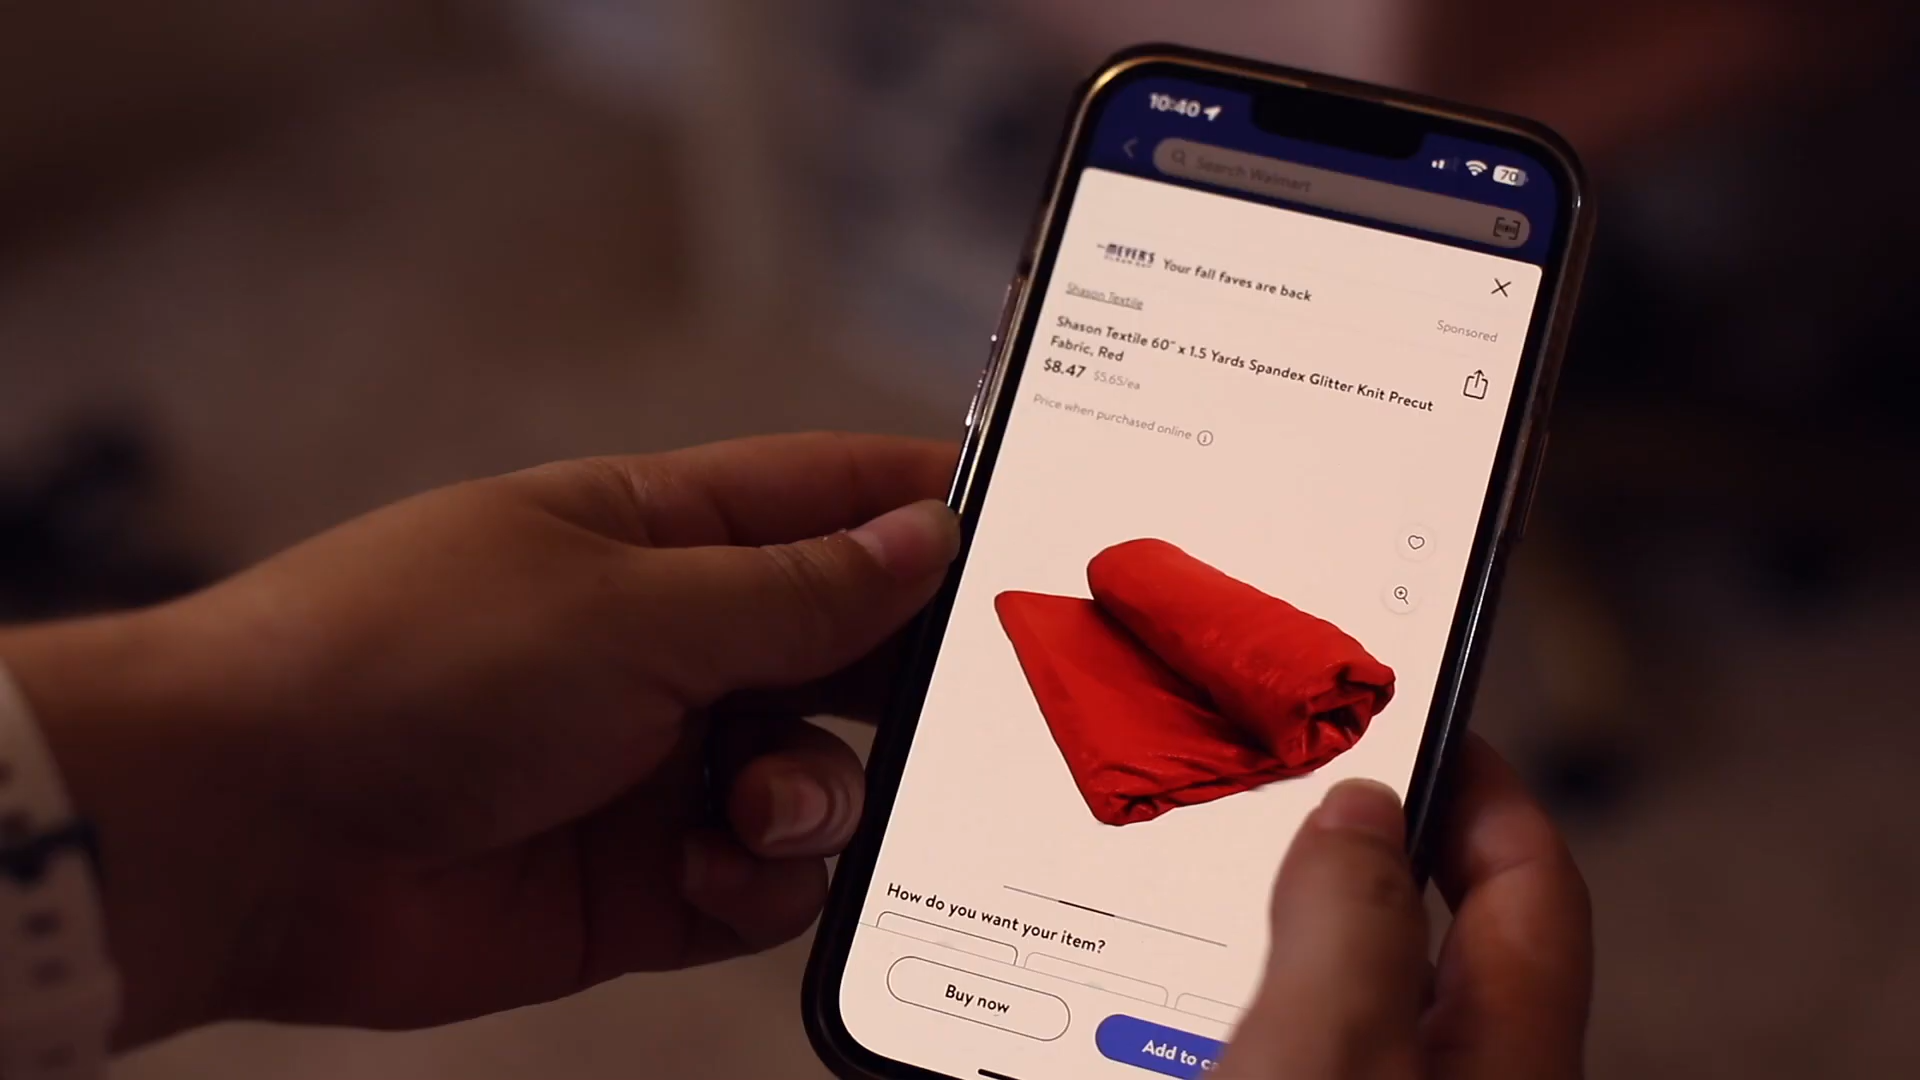 10:40
70
Search Walmart
MEYER'S
Your fall faves are back
Sponsored
Shason Textile
Shason Textile 60" x 1.5 Yards Spandex Glitter Knit Precut
Fabric, Red
$8.47 $5.65/ea
Price when purchased online
How do you want your item?
Buy now
Add to